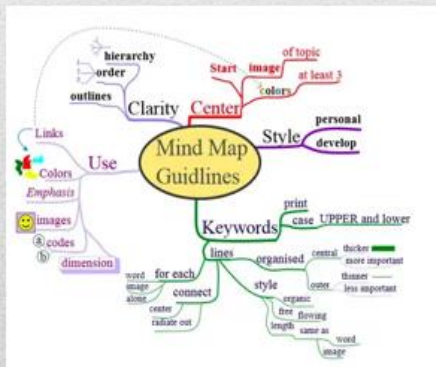 Mind Map
Guidlines
Center
Start
image
of topic
at least 3
colors
Style
personal
develop
Keywords
print
case
UPPER and lower
lines
organised
central
thicker
more important
outer
thinner
less important
style
organic
free
flowing
length
same as
word
image
connect
center
radiate out
for each
word
image
alone
Use
Links
Colors
Emphasis
images
codes
a
b
dimension
Clarity
hierarchy
order
outlines